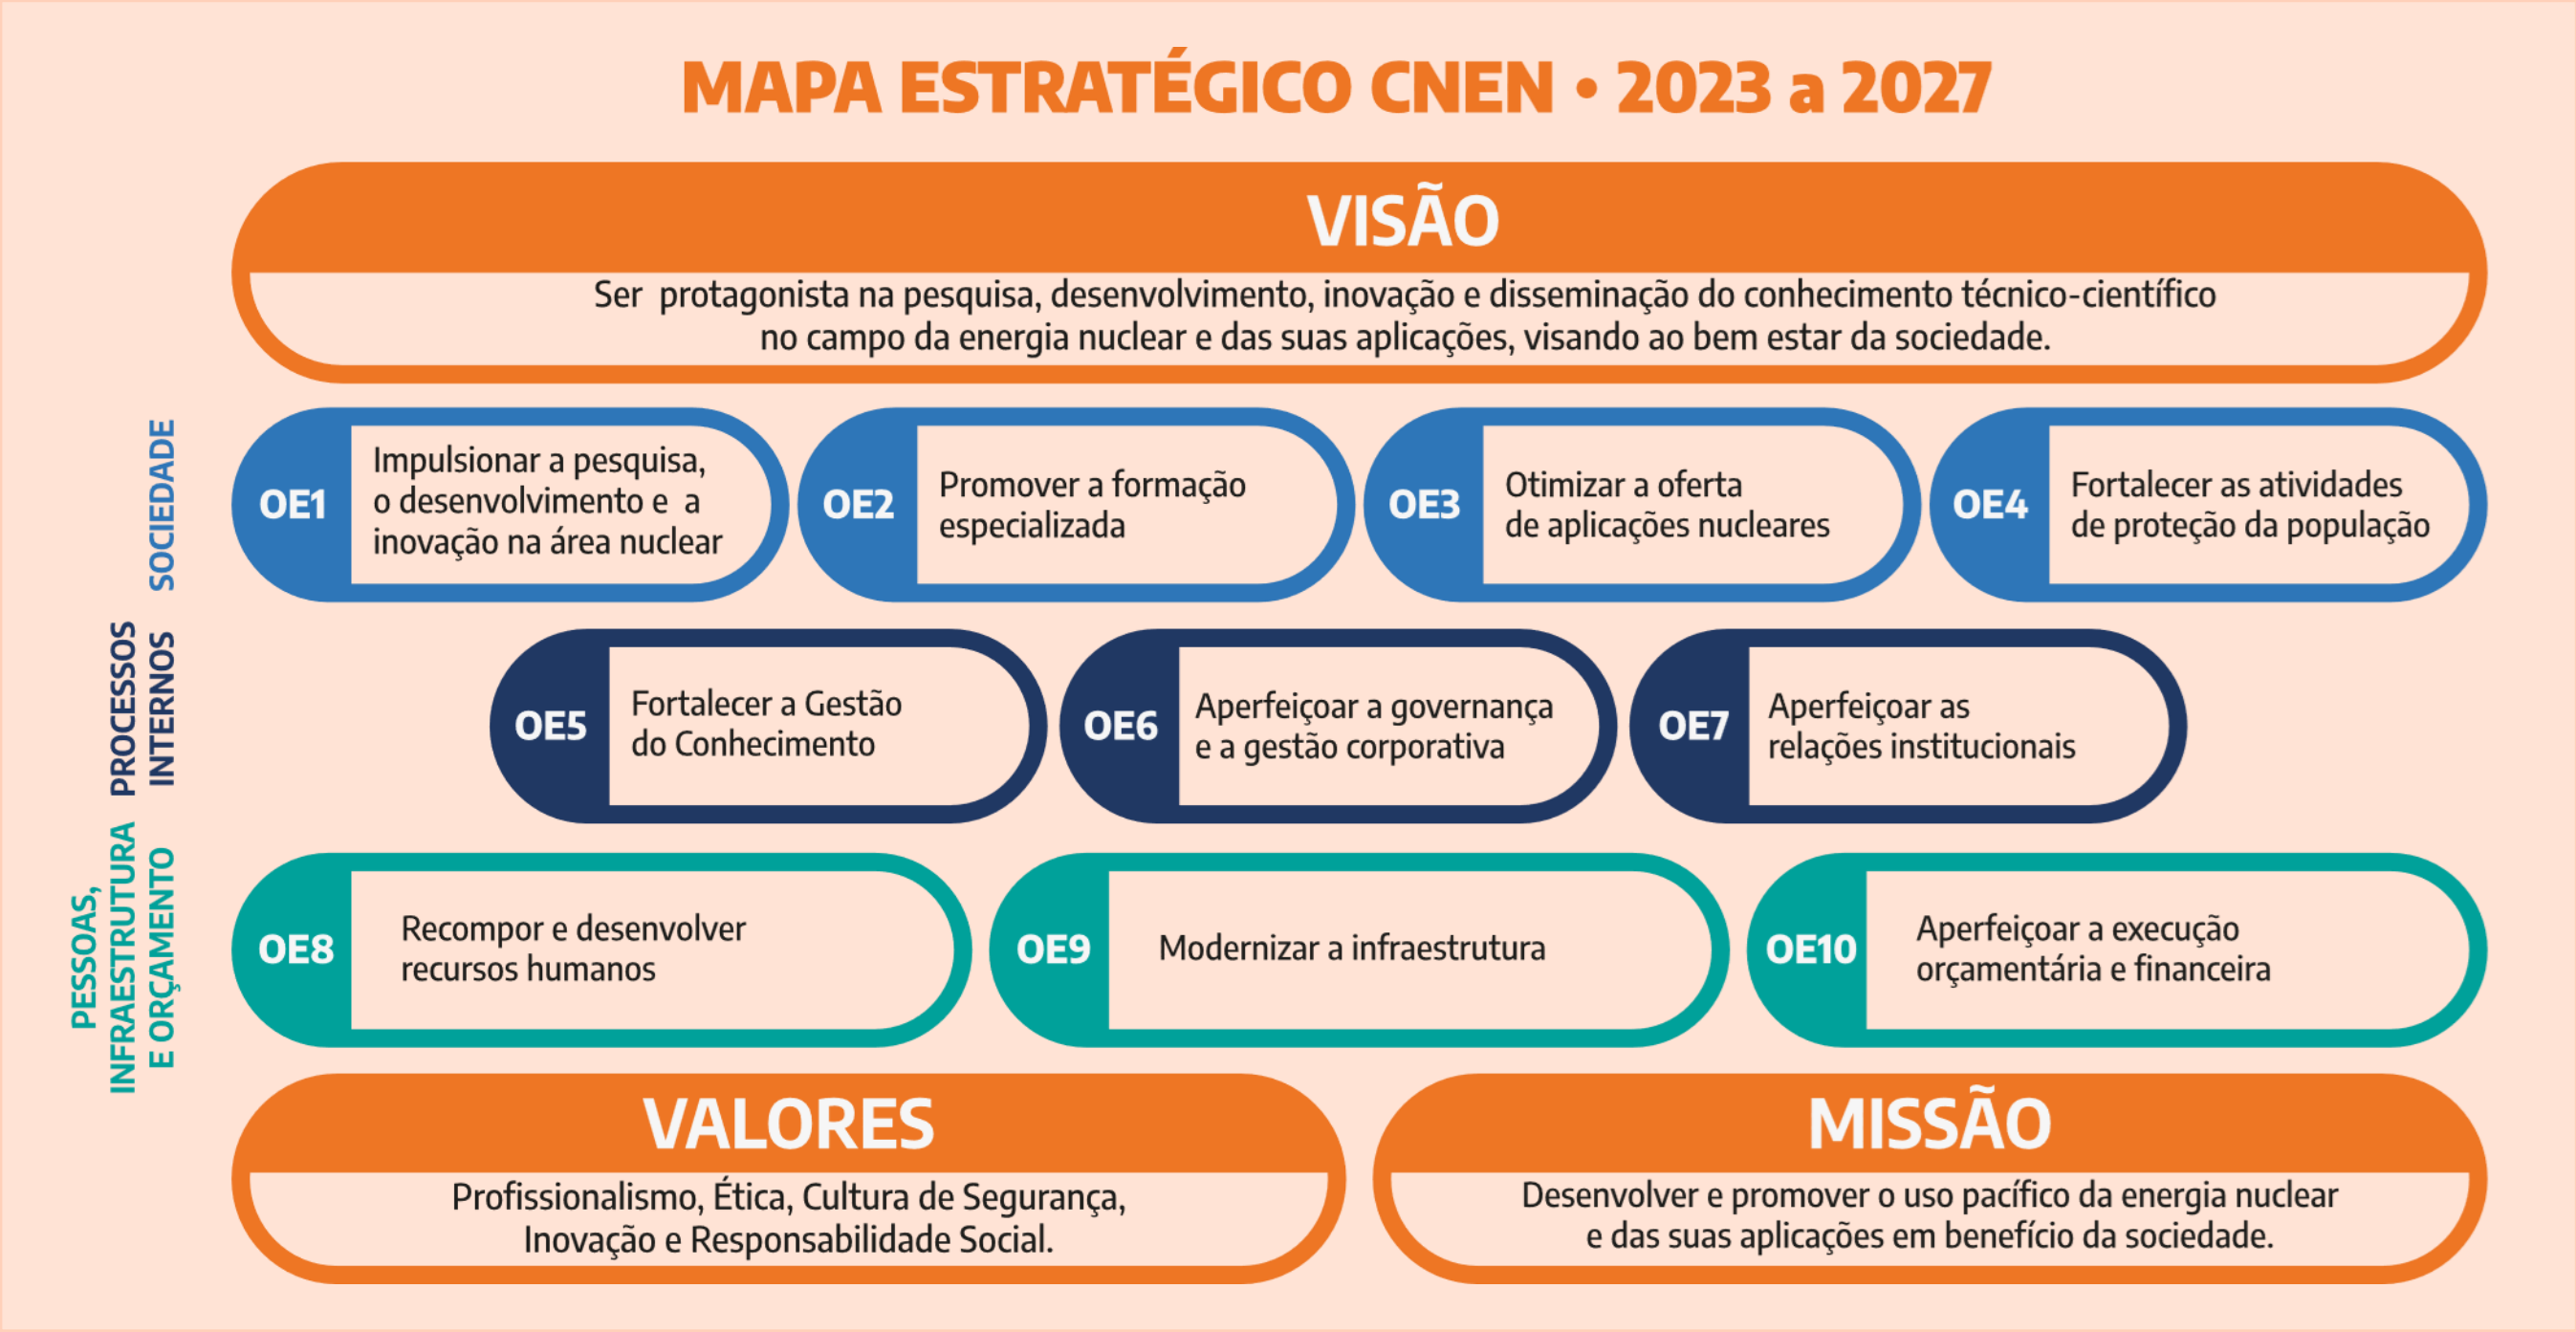 MAPA ESTRATÉGICO CNEN • 2023 a 2027
VISÃO
Ser protagonista na pesquisa, desenvolvimento, inovação e disseminação do conhecimento técnico-científico
no campo da energia nuclear e das suas aplicações, visando ao bem estar da sociedade.
SOCIEDADE
OE1
Impulsionar a pesquisa,
o desenvolvimento e a
inovação na área nuclear
OE2
Promover a formação
especializada
OE3
Otimizar a oferta
de aplicações nucleares
OE4
Fortalecer as atividades
de proteção da população
PROCESSOS
INTERNOS
OE5
Fortalecer a Gestão
do Conhecimento
OE6
Aperfeiçoar a governança
e a gestão corporativa
OE7
Aperfeiçoar as
relações institucionais
PESSOAS,
INFRAESTRUTURA
E ORÇAMENTO
OE8
Recompor e desenvolver
recursos humanos
OE9
Modernizar a infraestrutura
OE10
Aperfeiçoar a execução
orçamentária e financeira
VALORES
Profissionalismo, Ética, Cultura de Segurança,
Inovação e Responsabilidade Social.
MISSÃO
Desenvolver e promover o uso pacífico da energia nuclear
e das suas aplicações em benefício da sociedade.